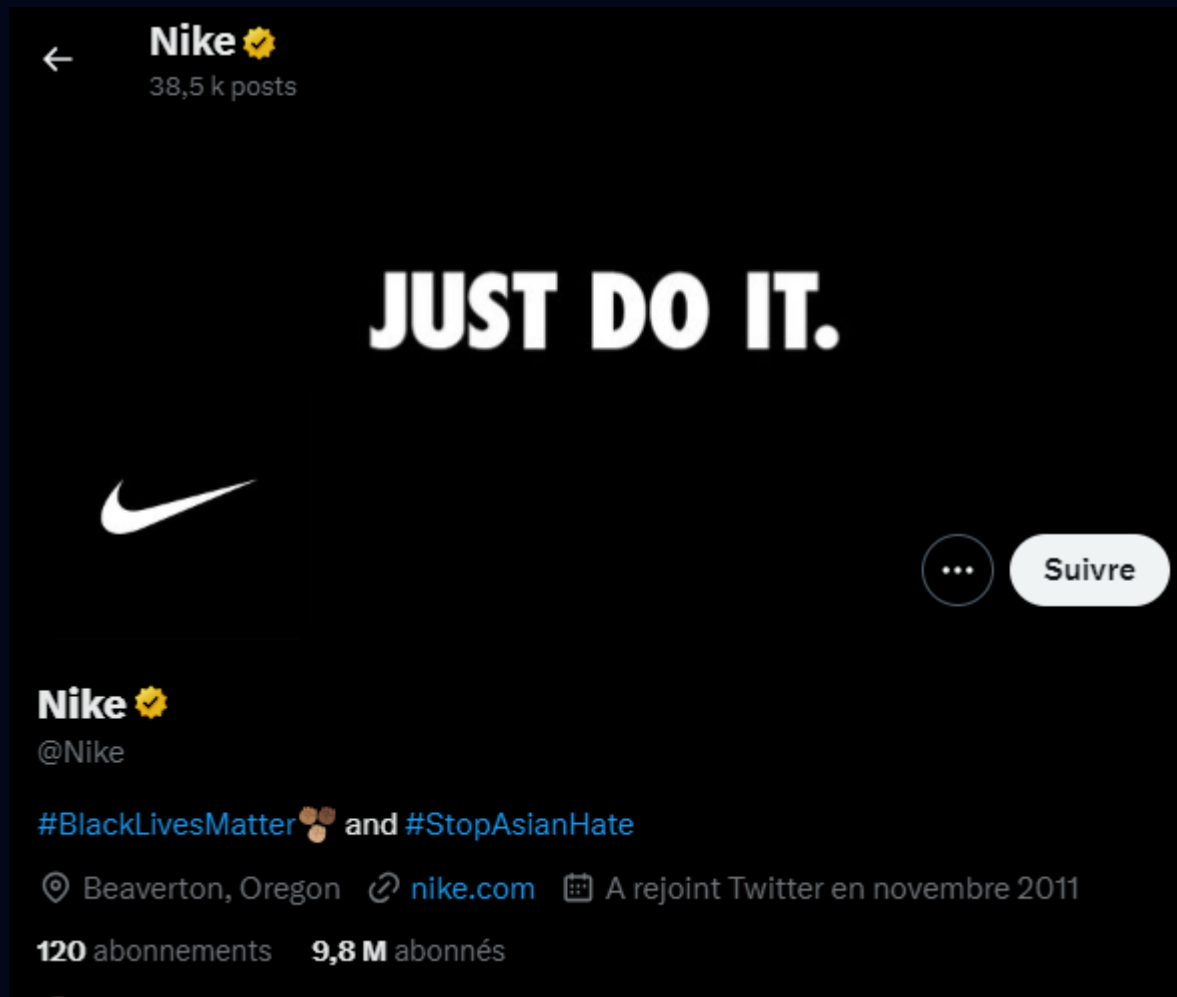 Nike
38,5 k posts
JUST DO IT.
Suivre
Nike
@Nike
#BlackLivesMatter and #StopAsianHate
Beaverton, Oregon nike.com A rejoint Twitter en novembre 2011
120 abonnements 9,8 M abonnés